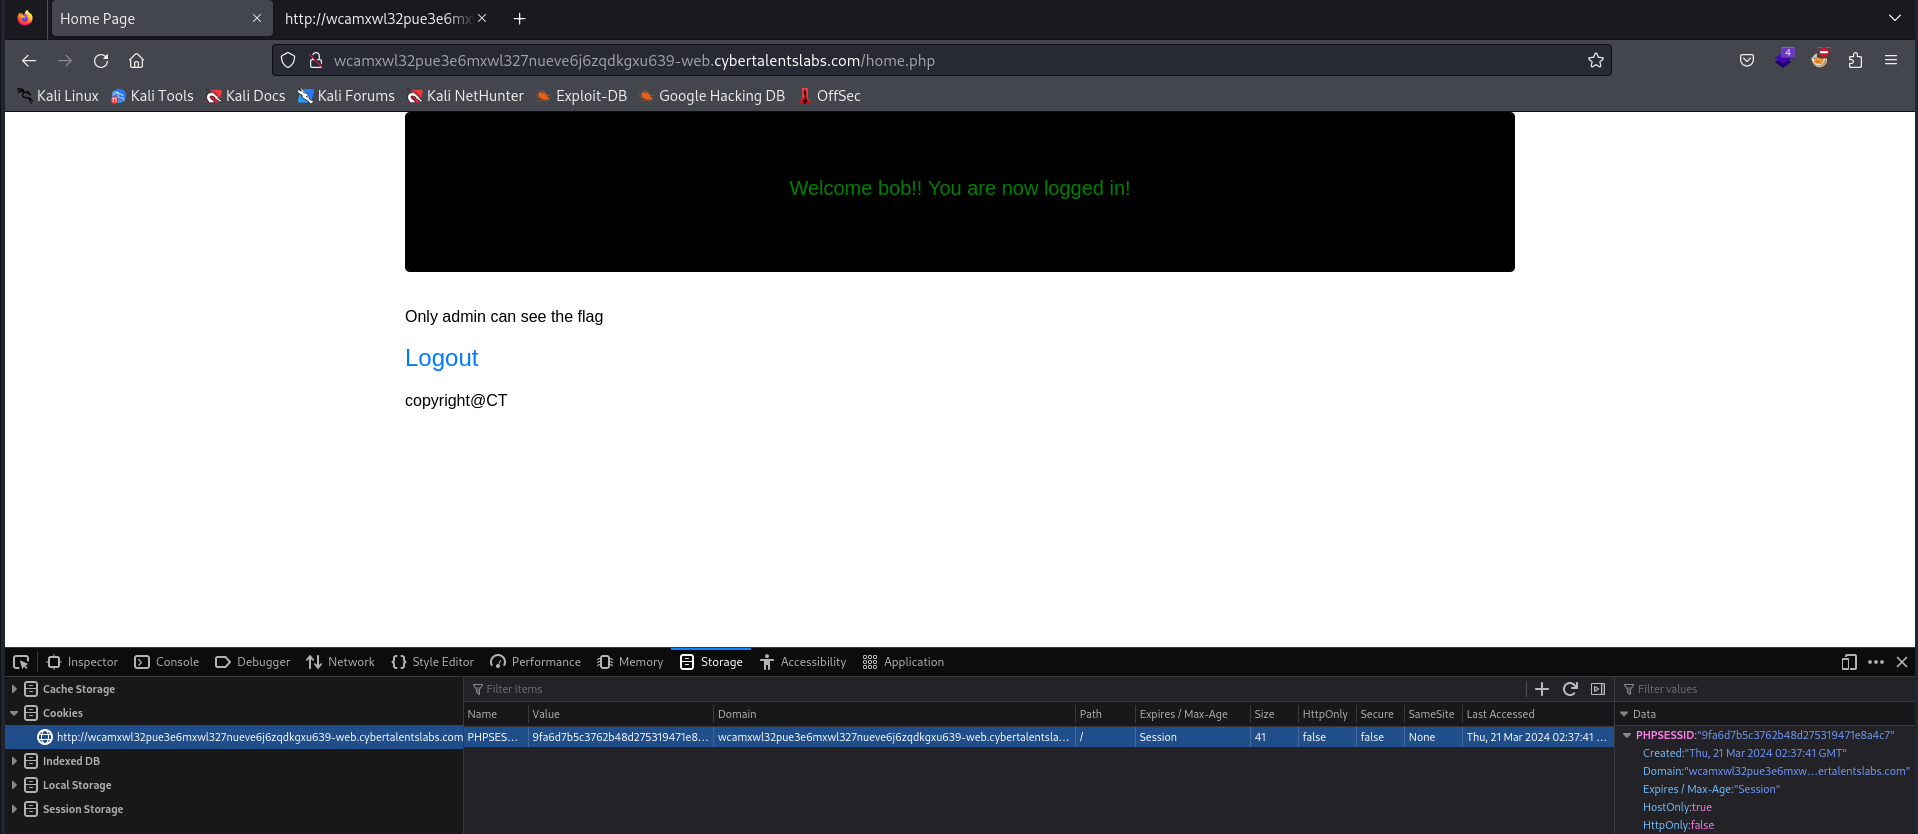 Home Page
http://wcamxwl32pue3e6mx
wcamxwl32pue3e6mxwl327nueve6j6zqdkgxu639-web.cybertalentslabs.com/home.php
4
Kali Linux Kali Tools Kali Docs Kali Forums Kali NetHunter Exploit-DB Google Hacking DB OffSec
Welcome bob!! You are now logged in!
Only admin can see the flag
Logout
copyright@CT
Inspector Console Debugger Network Style Editor Performance Memory Storage Accessibility Application
Cache Storage
Cookies
http://wcamxwl32pue3e6mxwl327nueve6j6zqdkgxu639-web.cybertalentslabs.com
Indexed DB
Local Storage
Session Storage
Filter Items
Name Value Domain Path Expires / Max-Age Size HttpOnly Secure SameSite Last Accessed
PHPSES... 9fa6d7b5c3762b48d275319471e8... wcamxwl32pue3e6mxwl327nueve6j6zqdkgxu639-web.cybertalentsla... / Session 41 false false None Thu, 21 Mar 2024 02:37:41 ...
Filter values
Data
PHPSESSID:"9fa6d7b5c3762b48d275319471e8a4c7"
Created:"Thu, 21 Mar 2024 02:37:41 GMT"
Domain:"wcamxwl32pue3e6mxw...ertalentslabs.com"
Expires / Max-Age:"Session"
HostOnly:true
HttpOnly:false